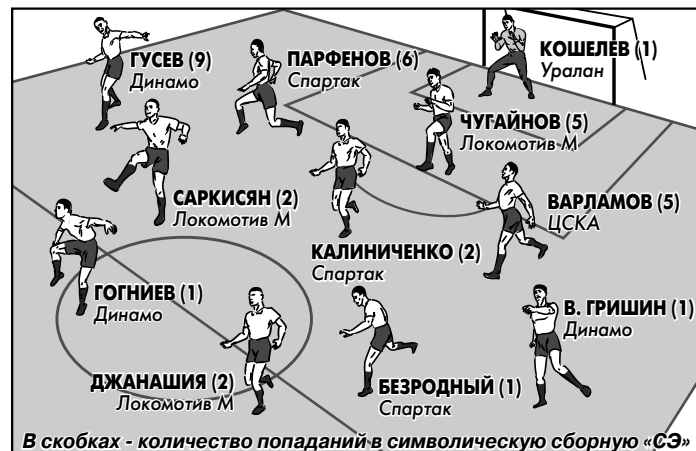 ГУСЕВ (9)
Динамо
ПАРФЕНОВ (6)
Спартак
КОШЕЛЕВ (1)
Уралан
ЧУГАЙНОВ (5)
Локомотив М
САРКИСЯН (2)
Локомотив М
ВАРЛАМОВ (5)
ЦСКА
КАЛИНИЧЕНКО (2)
Спартак
ГОГНИЕВ (1)
Динамо
В. ГРИШИН (1)
Динамо
ДЖАНАШИЯ (2)
Локомотив М
БЕЗРОДНЫЙ (1)
Спартак
В скобках - количество попаданий в символическую сборную «СЭ»